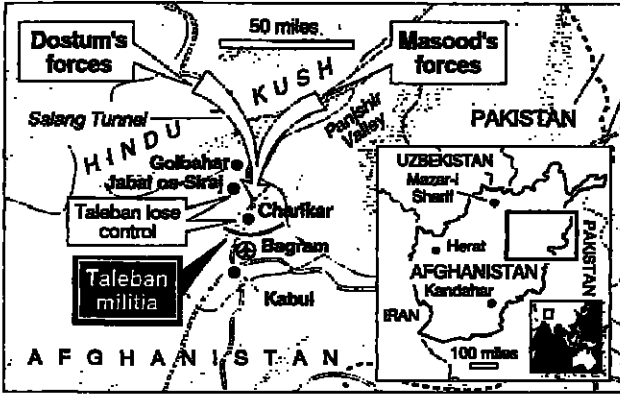 Dostum's
forces
50 miles
Masood's
forces
Salang Tunnel
HINDU
KUSH
Panjshir
Valley
PAKISTAN
Golbahar
Jabal os-Siraj
Taleban lose
control
Charikar
Bagram
Taleban
militia
Kabul
AFGHANISTAN
UZBEKISTAN
Mazar-i
Sharif
Herat
AFGHANISTAN
Kandahar
PAKISTAN
IRAN
100 miles